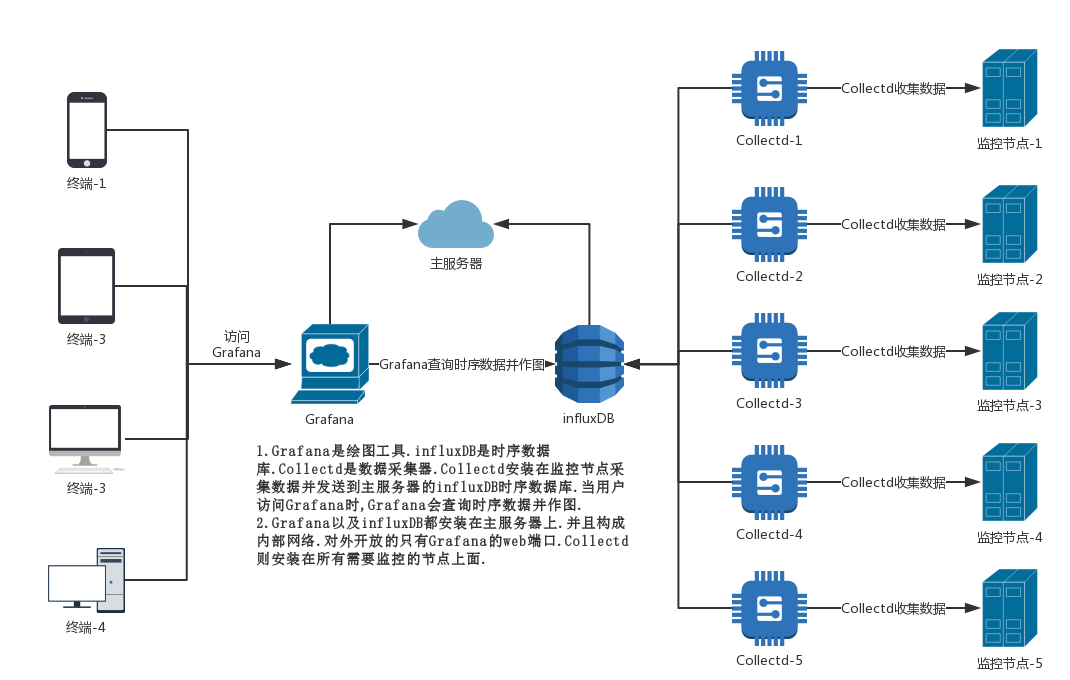 终端-1
终端-3
终端-3
终端-4
访问
Grafana
主服务器
Grafana
Grafana查询时序数据并作图
influxDB
1.Grafana是绘图工具.influxDB是时序数据
库.Collectd是数据采集器.Collectd安装在监控节点采
集数据并发送到主服务器的influxDB时序数据库.当用户
访问Grafana时,Grafana会查询时序数据并作图.
2.Grafana以及influxDB都安装在主服务器上.并且构成
内部网络.对外开放的只有Grafana的web端口.Collectd
则安装在所有需要监控的节点上面.
Collectd-1
Collectd收集数据
监控节点-1
Collectd-2
Collectd收集数据
监控节点-2
Collectd-3
Collectd收集数据
监控节点-3
Collectd-4
Collectd收集数据
监控节点-4
Collectd-5
Collectd收集数据
监控节点-5